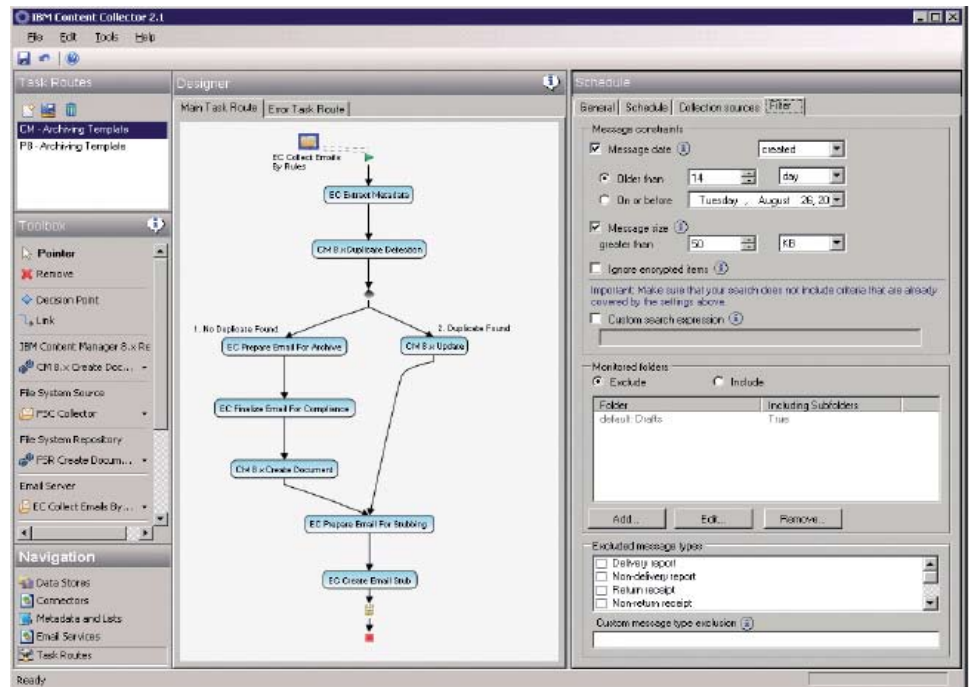 IBM Content Collector 2.1
File Edit Tools Help
Task Routes
CM - Archiving Template
PB - Archiving Template
Toolbox
Pointer
Remove
Decision Point
Link
IBM Content Manager 8.x Re
CM 8.x Create Doc...
File System Source
FSC Collector
File System Repository
FSR Create Docum...
Email Server
EC Collect Emails By...
Navigation
Data Stores
Connectors
Metadata and Lists
Email Services
Task Routes
Designer
Main Task Route
Error Task Route
EC Collect Emails
By Rules
EC Extract Metadata
CM 8.x Duplicate Detection
1. No Duplicate Found
2. Duplicate Found
EC Prepare Email For Archive
CM 8.x Update
EC Finalize Email For Compliance
CM 8.x Create Document
EC Prepare Email For Stubbing
EC Create Email Stub
Schedule
General Schedule Collection sources Filter
Message constraints
Message date created
Older than 14 day
On or before Tuesday , August 26, 20
Message size
greater than 50 KB
Ignore encrypted items
Important: Make sure that your search does not include criteria that are already
covered by the settings above.
Custom search expression
Monitored folders
Exclude Include
Folder Including Subfolders
default: Drafts True
Add... Edit... Remove...
Excluded message types
Delivery report
Non-delivery report
Return receipt
Non-return receipt
Custom message type exclusion
Ready